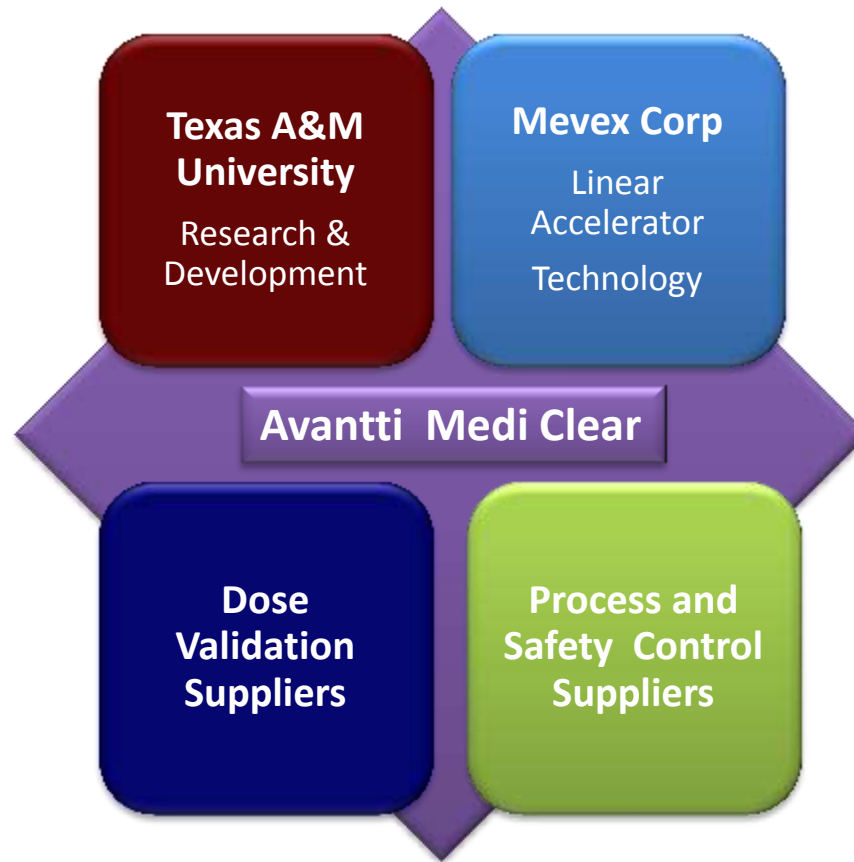 Texas A&M
University
Research &
Development
Mevex Corp
Linear
Accelerator
Technology
Avantti  Medi Clear
Dose
Validation
Suppliers
Process and
Safety  Control
Suppliers